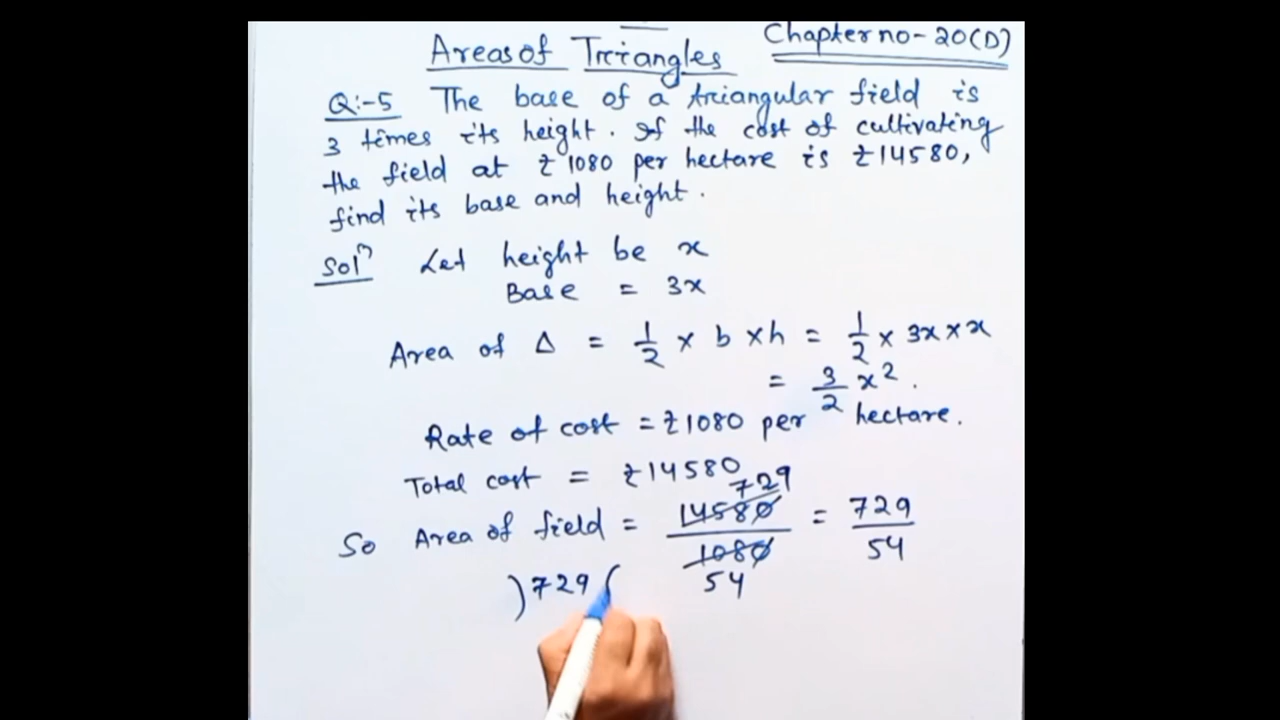 Areas of Triangles Chapter no - 20(D)
Q:-5 The base of a triangular field is
3 times its height. If the cost of cultivating
the field at ₹1080 per hectare is ₹14580,
find its base and height.
Solⁿ Let height be x
Base = 3x
Area of Δ = 1/2 × b × h = 1/2 × 3x × x
= 3/2 x².
Rate of cost = ₹1080 per hectare.
Total cost = ₹14580
729
So Area of field = 14580/1080 = 729/54
54
)729(